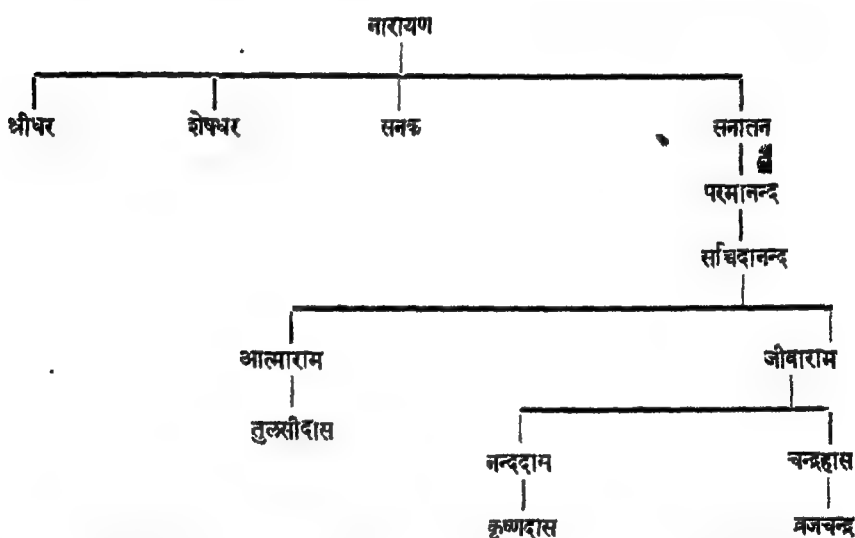 नारायण
श्रीधर शेषधर सनक सनातन
परमानन्द
सच्चिदानन्द
आत्माराम जीवाराम
तुलसीदास
नन्ददाम चन्द्रहास
कृष्णदास व्रजचन्द्र